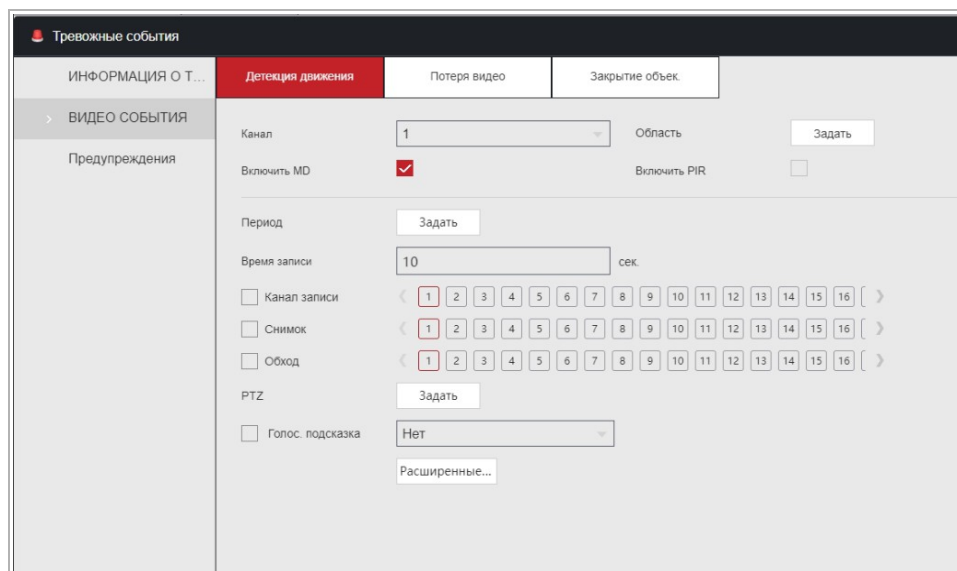 Тревожные события
ИНФОРМАЦИЯ О Т...
ВИДЕО СОБЫТИЯ
Предупреждения
Детекция движения Потеря видео Закрытие объек.
Канал 1 Область Задать
Включить MD Включить PIR
Период Задать
Время записи 10 сек.
Канал записи 1 2 3 4 5 6 7 8 9 10 11 12 13 14 15 16
Снимок 1 2 3 4 5 6 7 8 9 10 11 12 13 14 15 16
Обход 1 2 3 4 5 6 7 8 9 10 11 12 13 14 15 16
PTZ Задать
Голос. подсказка Нет
Расширенные...